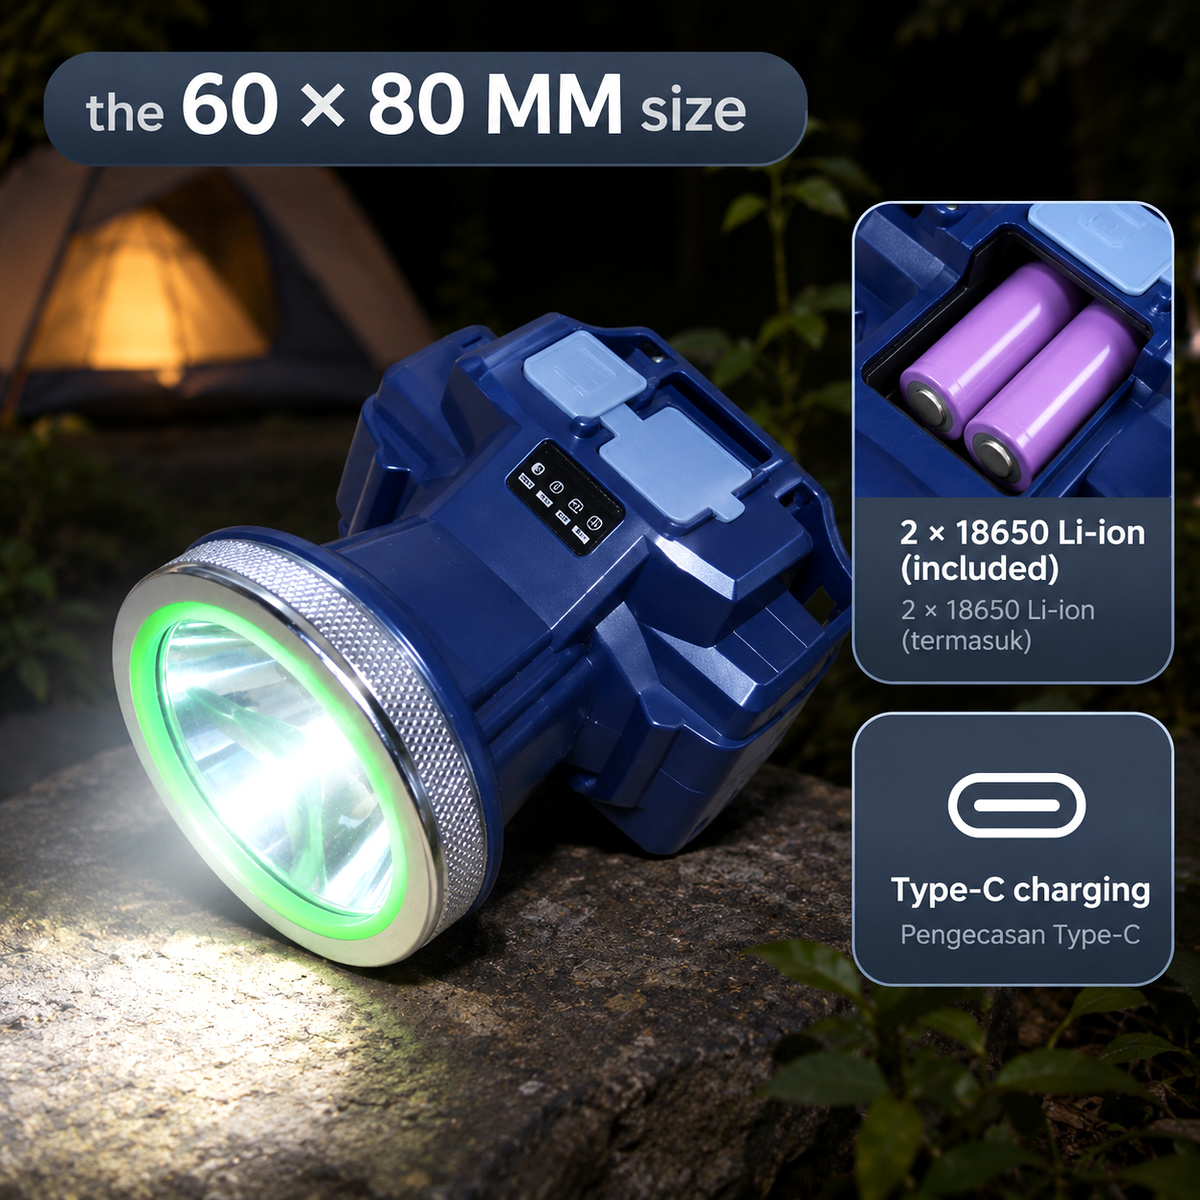 the 60 × 80 MM size
2 × 18650 Li-ion
(included)
2 × 18650 Li-ion
(termasuk)
Type-C charging
Pengecasan Type-C